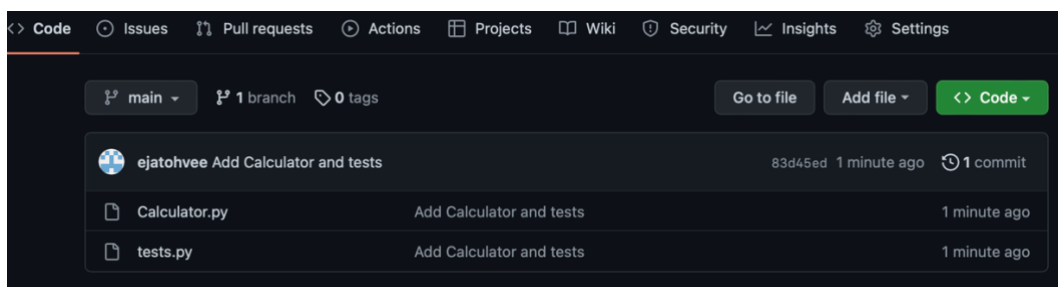 <> Code Issues Pull requests Actions Projects Wiki Security Insights Settings
main 1 branch 0 tags Go to file Add file <> Code
ejatohvee Add Calculator and tests 83d45ed 1 minute ago 1 commit
Calculator.py Add Calculator and tests 1 minute ago
tests.py Add Calculator and tests 1 minute ago